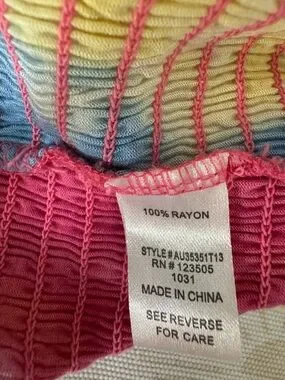 100% RAYON
STYLE # AU35351T13
RN # 123505
1031
MADE IN CHINA
SEE REVERSE
FOR CARE